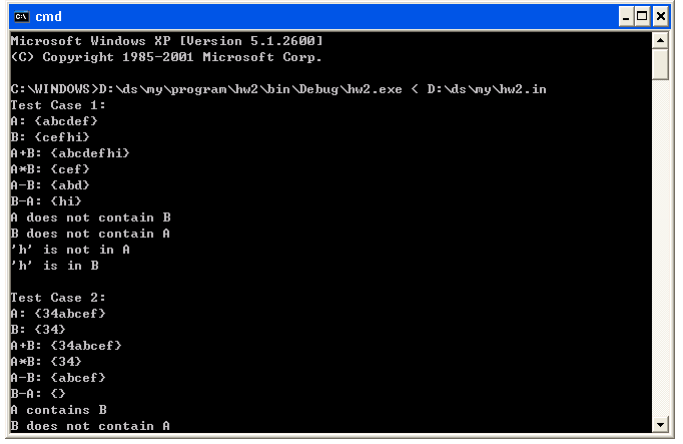 cmd
Microsoft Windows XP [Version 5.1.2600]
(C) Copyright 1985-2001 Microsoft Corp.
C:\WINDOWS>D:\ds\my\program\hw2\bin\Debug\hw2.exe < D:\ds\my\hw2.in
Test Case 1:
A: {abcdef}
B: {cefhi}
A+B: {abcdefhi}
A*B: {cef}
A-B: {abd}
B-A: {hi}
A does not contain B
B does not contain A
'h' is not in A
'h' is in B
Test Case 2:
A: {34abcef}
B: {34}
A+B: {34abcef}
A*B: {34}
A-B: {abcef}
B-A: {}
A contains B
B does not contain A